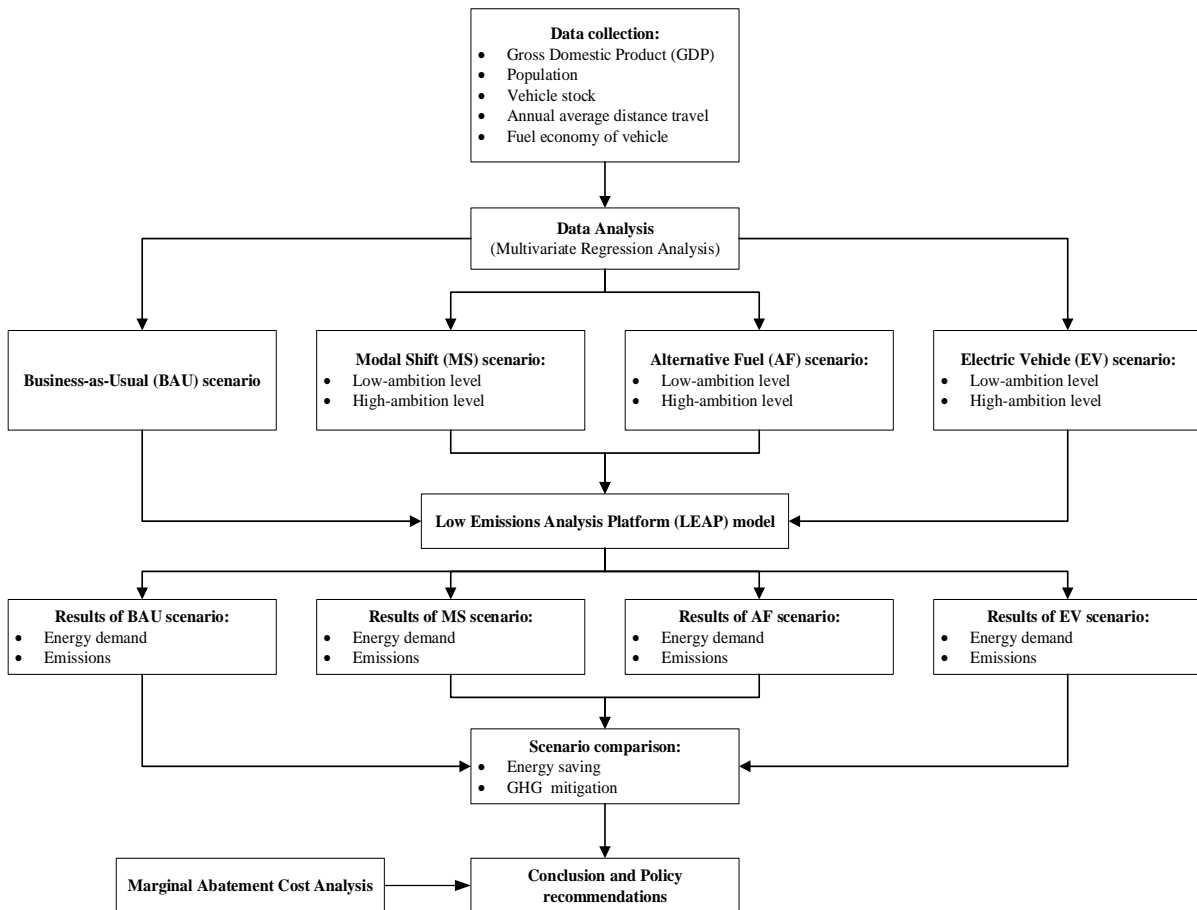 Data collection:
• Gross Domestic Product (GDP)
• Population
• Vehicle stock
• Annual average distance travel
• Fuel economy of vehicle
Data Analysis
(Multivariate Regression Analysis)
Business-as-Usual (BAU) scenario
Modal Shift (MS) scenario:
• Low-ambition level
• High-ambition level
Alternative Fuel (AF) scenario:
• Low-ambition level
• High-ambition level
Electric Vehicle (EV) scenario:
• Low-ambition level
• High-ambition level
Low Emissions Analysis Platform (LEAP) model
Results of BAU scenario:
• Energy demand
• Emissions
Results of MS scenario:
• Energy demand
• Emissions
Results of AF scenario:
• Energy demand
• Emissions
Results of EV scenario:
• Energy demand
• Emissions
Scenario comparison:
• Energy saving
• GHG mitigation
Marginal Abatement Cost Analysis
Conclusion and Policy
recommendations